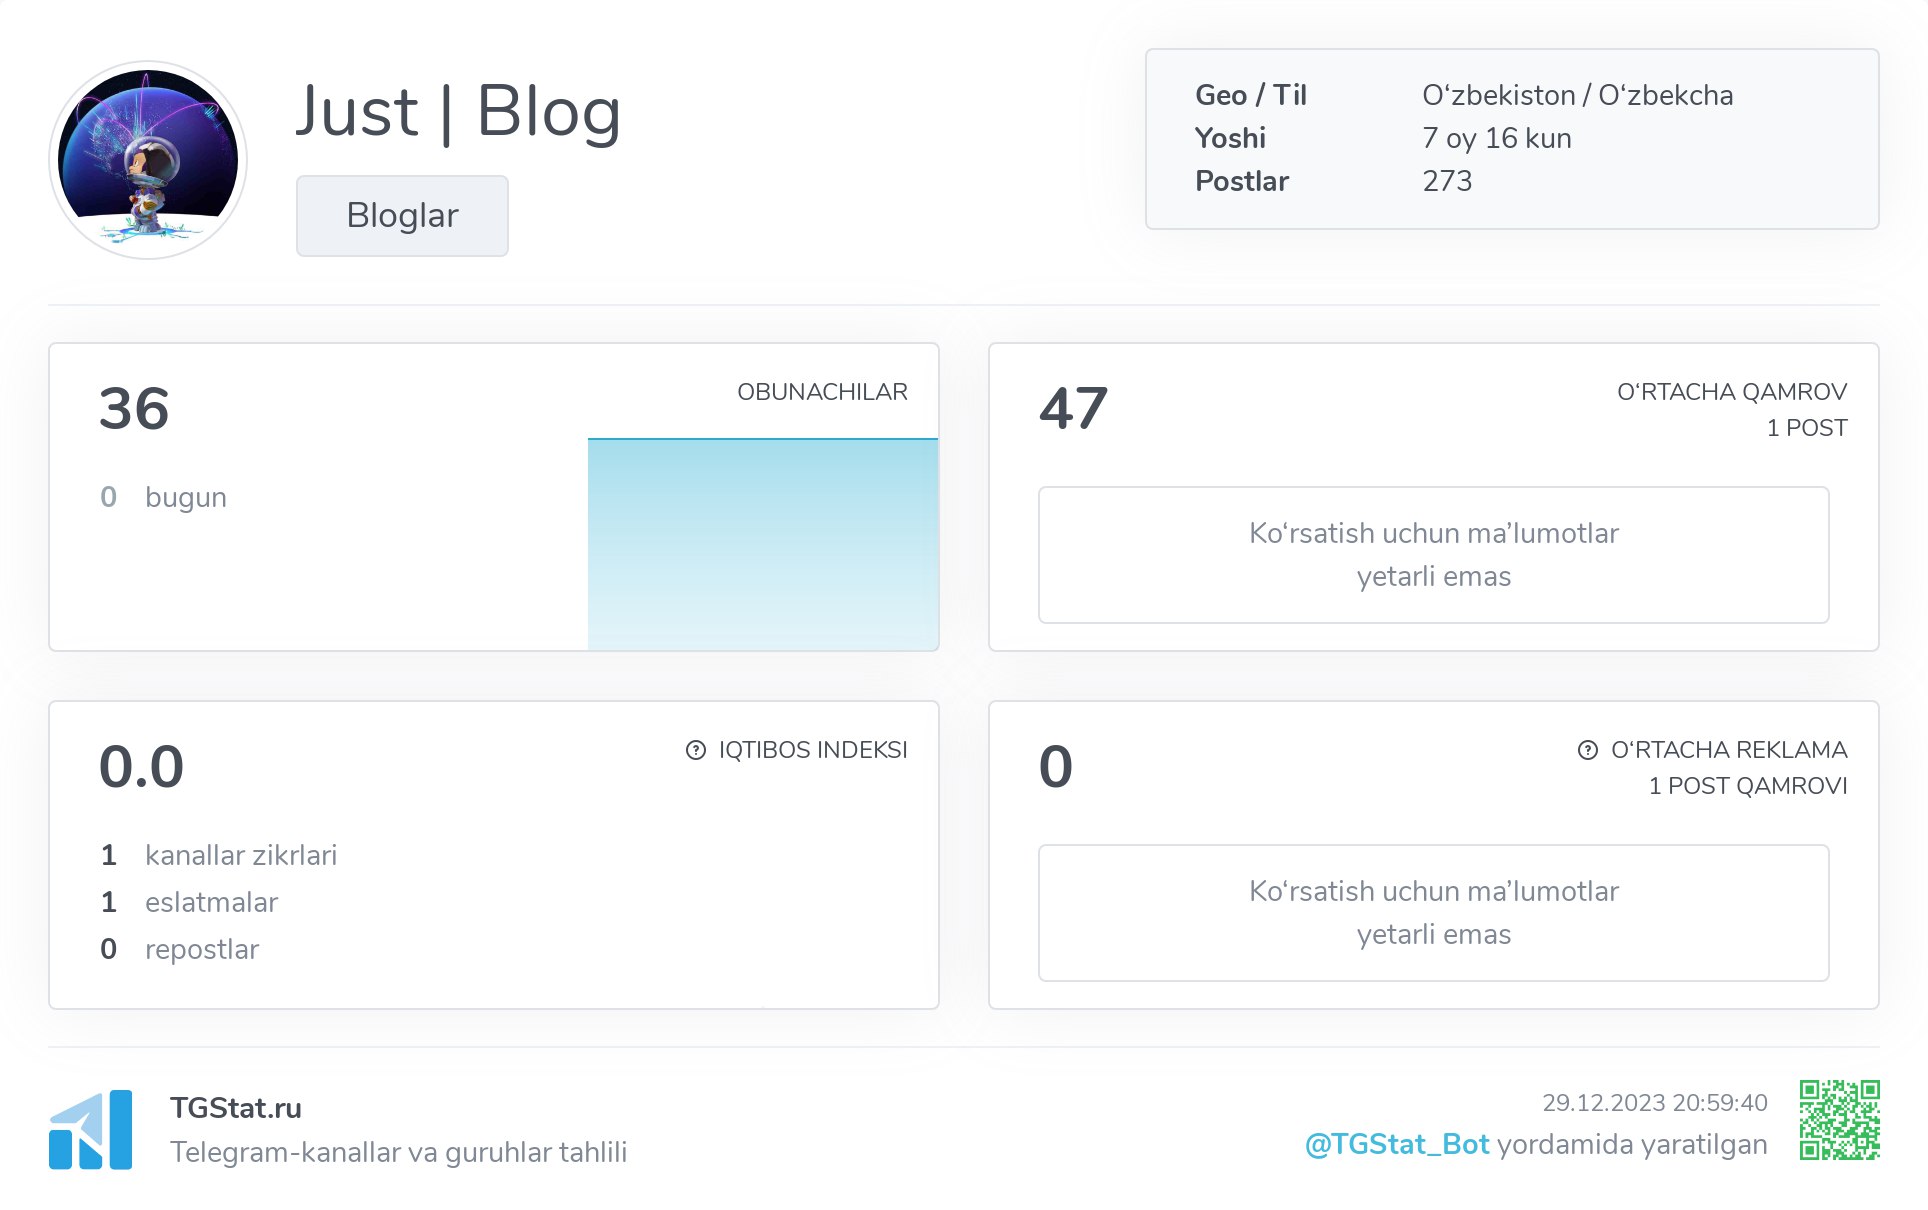 Just | Blog
Bloglar
Geo / Til O‘zbekiston / O‘zbekcha
Yoshi 7 oy 16 kun
Postlar 273
36 OBUNACHILAR
0 bugun
47 O‘RTACHA QAMROV
1 POST
Ko‘rsatish uchun ma’lumotlar
yetarli emas
0.0 IQTIBOS INDEKSI
1 kanallar zikrlari
1 eslatmalar
0 repostlar
0 O‘RTACHA REKLAMA
1 POST QAMROVI
Ko‘rsatish uchun ma’lumotlar
yetarli emas
TGStat.ru
Telegram-kanallar va guruhlar tahlili
29.12.2023 20:59:40
@TGStat_Bot yordamida yaratilgan